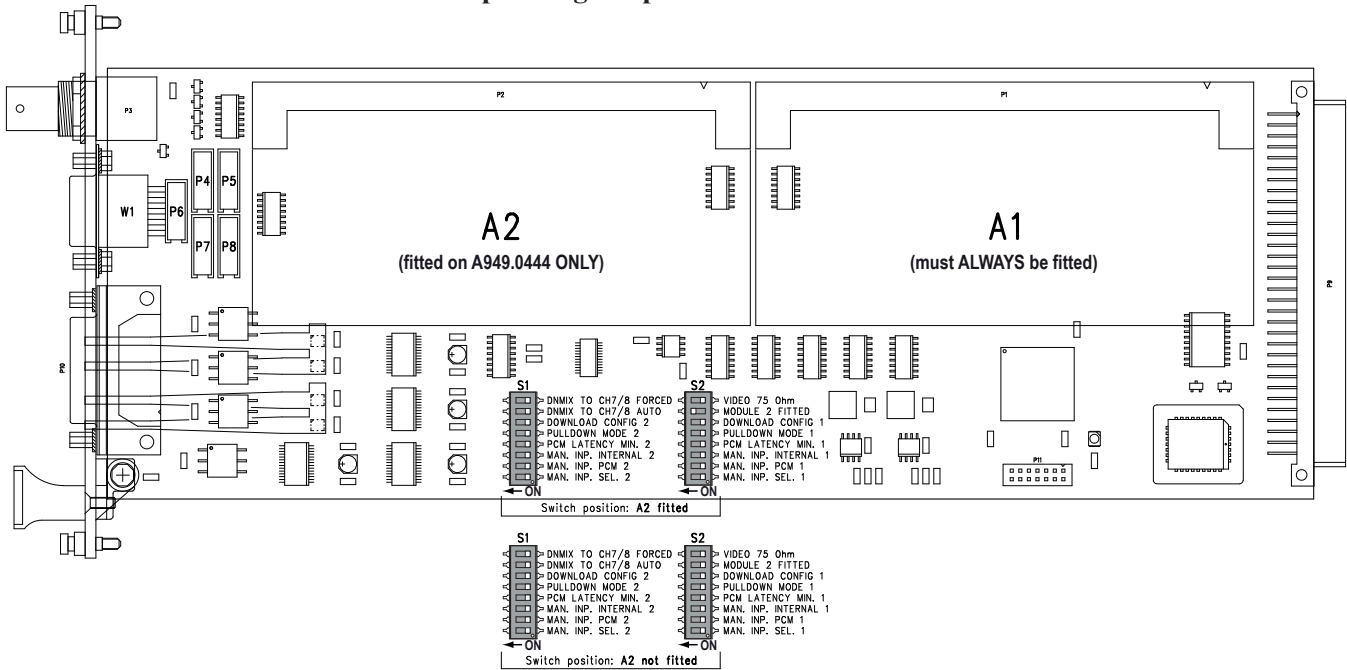 P3
P2
P1
P4
P5
W1
P6
P7
P8
A2
(fitted on A949.0444 ONLY)
A1
(must ALWAYS be fitted)
P9
P10
S1
DNMIX TO CH7/8 FORCED
DNMIX TO CH7/8 AUTO
DOWNLOAD CONFIG 2
PULLDOWN MODE 2
PCM LATENCY MIN. 2
MAN. INP. INTERNAL 2
MAN. INP. PCM 2
MAN. INP. SEL. 2
← ON
S2
VIDEO 75 Ohm
MODULE 2 FITTED
DOWNLOAD CONFIG 1
PULLDOWN MODE 1
PCM LATENCY MIN. 1
MAN. INP. INTERNAL 1
MAN. INP. PCM 1
MAN. INP. SEL. 1
← ON
P11
Switch position: A2 fitted
S1
DNMIX TO CH7/8 FORCED
DNMIX TO CH7/8 AUTO
DOWNLOAD CONFIG 2
PULLDOWN MODE 2
PCM LATENCY MIN. 2
MAN. INP. INTERNAL 2
MAN. INP. PCM 2
MAN. INP. SEL. 2
← ON
S2
VIDEO 75 Ohm
MODULE 2 FITTED
DOWNLOAD CONFIG 1
PULLDOWN MODE 1
PCM LATENCY MIN. 1
MAN. INP. INTERNAL 1
MAN. INP. PCM 1
MAN. INP. SEL. 1
← ON
Switch position: A2 not fitted